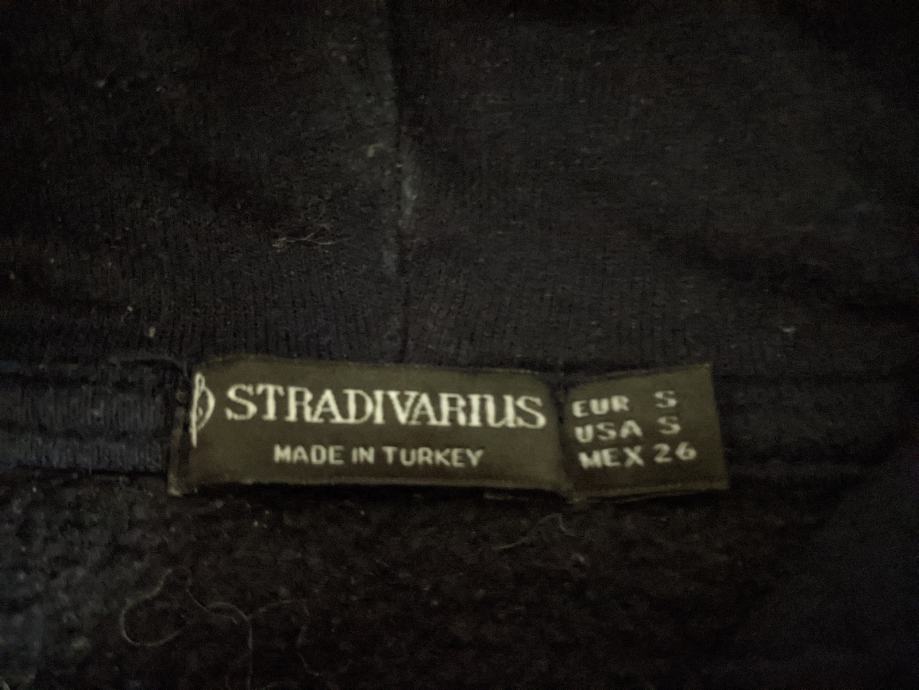 STRADIVARIUS
MADE IN TURKEY
EUR S
USA S
MEX 26